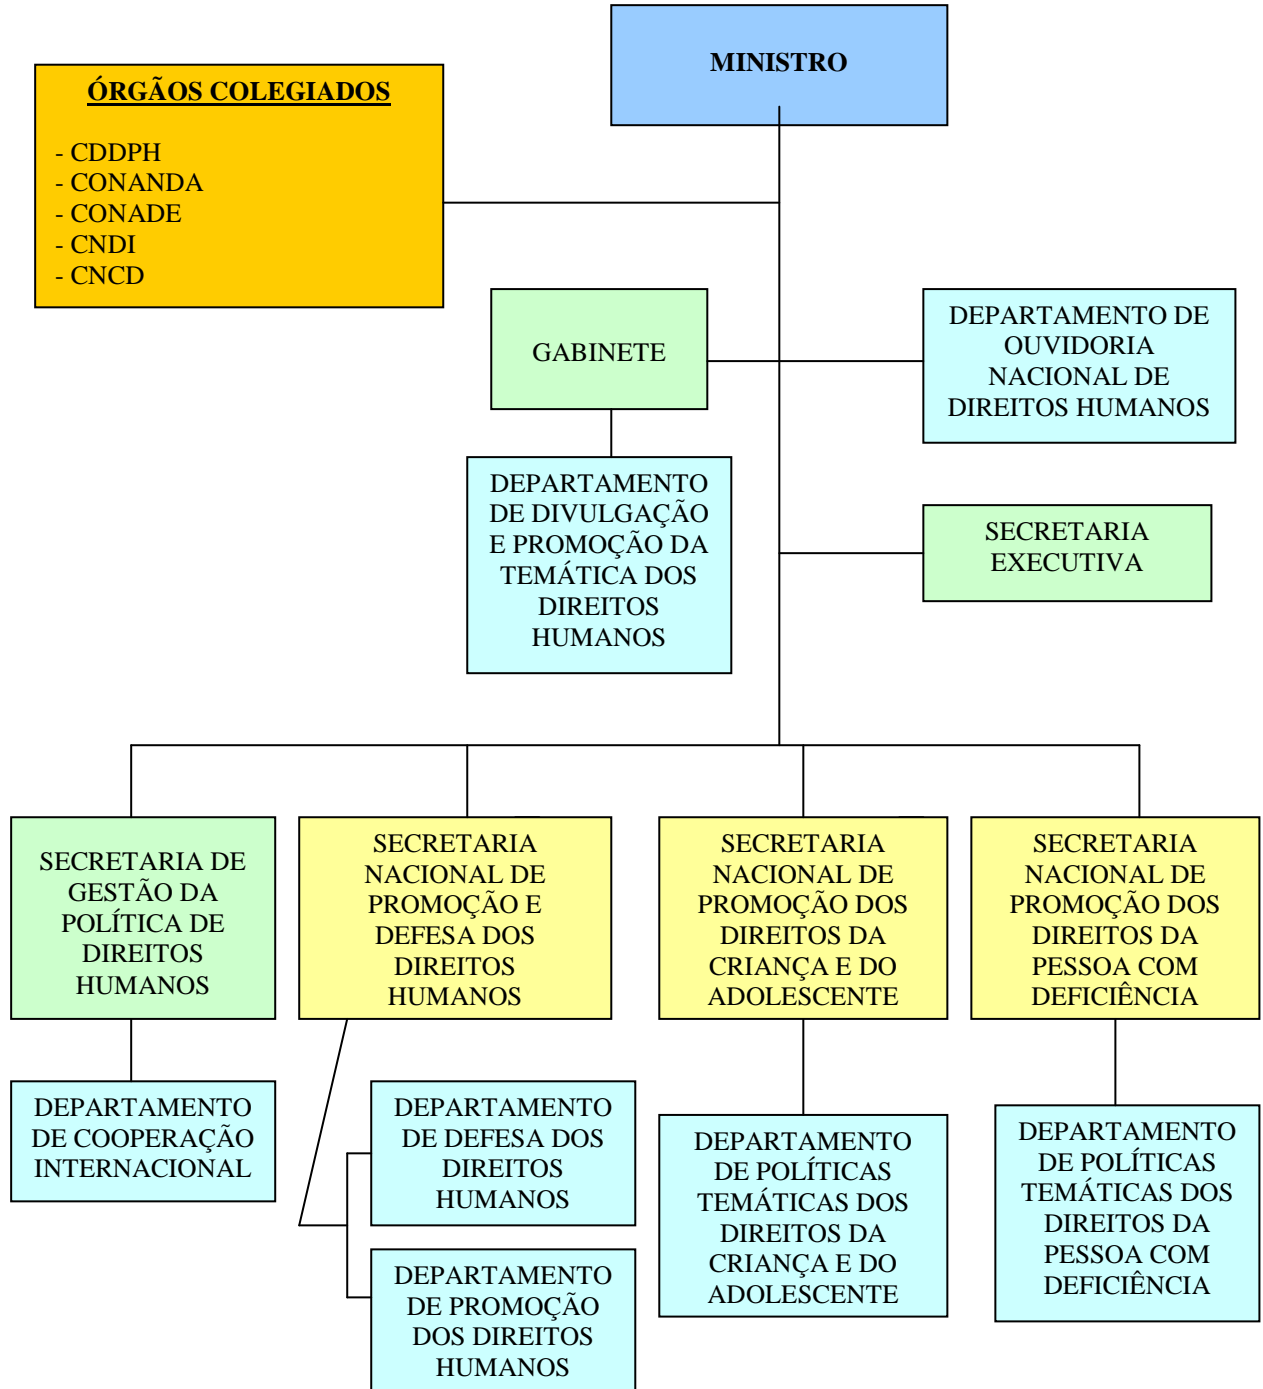 MINISTRO
ÓRGÃOS COLEGIADOS
- CDDPH
- CONANDA
- CONADE
- CNDI
- CNCD
GABINETE
DEPARTAMENTO DE
OUVIDORIA
NACIONAL DE
DIREITOS HUMANOS
DEPARTAMENTO
DE DIVULGAÇÃO
E PROMOÇÃO DA
TEMÁTICA DOS
DIREITOS
HUMANOS
SECRETARIA
EXECUTIVA
SECRETARIA DE
GESTÃO DA
POLÍTICA DE
DIREITOS
HUMANOS
SECRETARIA
NACIONAL DE
PROMOÇÃO E
DEFESA DOS
DIREITOS
HUMANOS
SECRETARIA
NACIONAL DE
PROMOÇÃO DOS
DIREITOS DA
CRIANÇA E DO
ADOLESCENTE
SECRETARIA
NACIONAL DE
PROMOÇÃO DOS
DIREITOS DA
PESSOA COM
DEFICIÊNCIA
DEPARTAMENTO
DE COOPERAÇÃO
INTERNACIONAL
DEPARTAMENTO
DE DEFESA DOS
DIREITOS
HUMANOS
DEPARTAMENTO
DE PROMOÇÃO
DOS DIREITOS
HUMANOS
DEPARTAMENTO
DE POLÍTICAS
TEMÁTICAS DOS
DIREITOS DA
CRIANÇA E DO
ADOLESCENTE
DEPARTAMENTO
DE POLÍTICAS
TEMÁTICAS DOS
DIREITOS DA
PESSOA COM
DEFICIÊNCIA